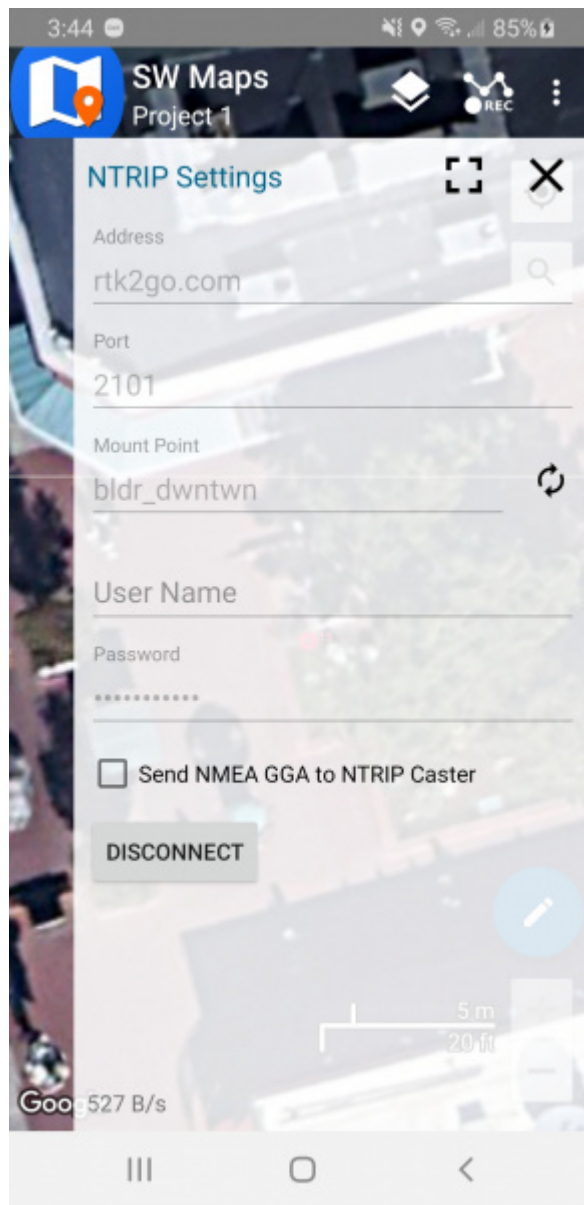 3:44
85%
SW Maps
Project 1
REC
NTRIP Settings
Address
rtk2go.com
Port
2101
Mount Point
bldr_dwntwn
User Name
Password
•••••••••••
Send NMEA GGA to NTRIP Caster
DISCONNECT
5 m
20 ft
Goog
527 B/s